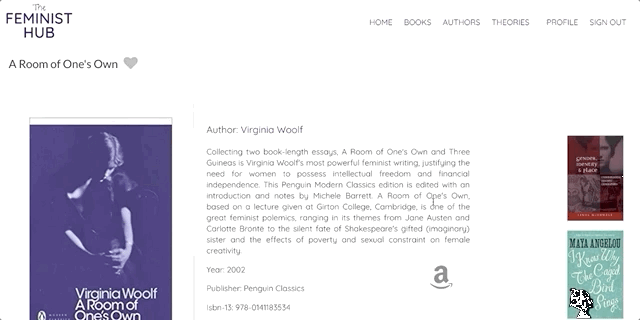 The
FEMINIST
HUB
HOME BOOKS AUTHORS THEORIES PROFILE SIGN OUT
A Room of One's Own
Author: Virginia Woolf
Collecting two book-length essays, A Room of One's Own and Three
Guineas is Virginia Woolf's most powerful feminist writing, justifying the
need for women to possess intellectual freedom and financial
independence. This Penguin Modern Classics edition is edited with an
introduction and notes by Michele Barrett. A Room of One's Own,
based on a lecture given at Girton College, Cambridge, is one of the
great feminist polemics, ranging in its themes from Jane Austen and
Carlotte Brontë to the silent fate of Shakespeare's gifted (imaginary)
sister and the effects of poverty and sexual constraint on female
creativity.
Year: 2002
Publisher: Penguin Classics
Isbn-13: 978-0141183534
Virginia Woolf
A Room of
One's Own
MODERN
CLASSICS
a
GENDER,
IDENTITY
& PLACE
LINDA McDOWELL
MAYA ANGELOU
I Know Why
The Caged
Bird
Sings